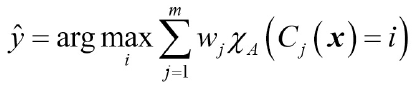 ŷ = arg max_i ∑_{j=1}^{m} w_j χ_A (C_j (x) = i)